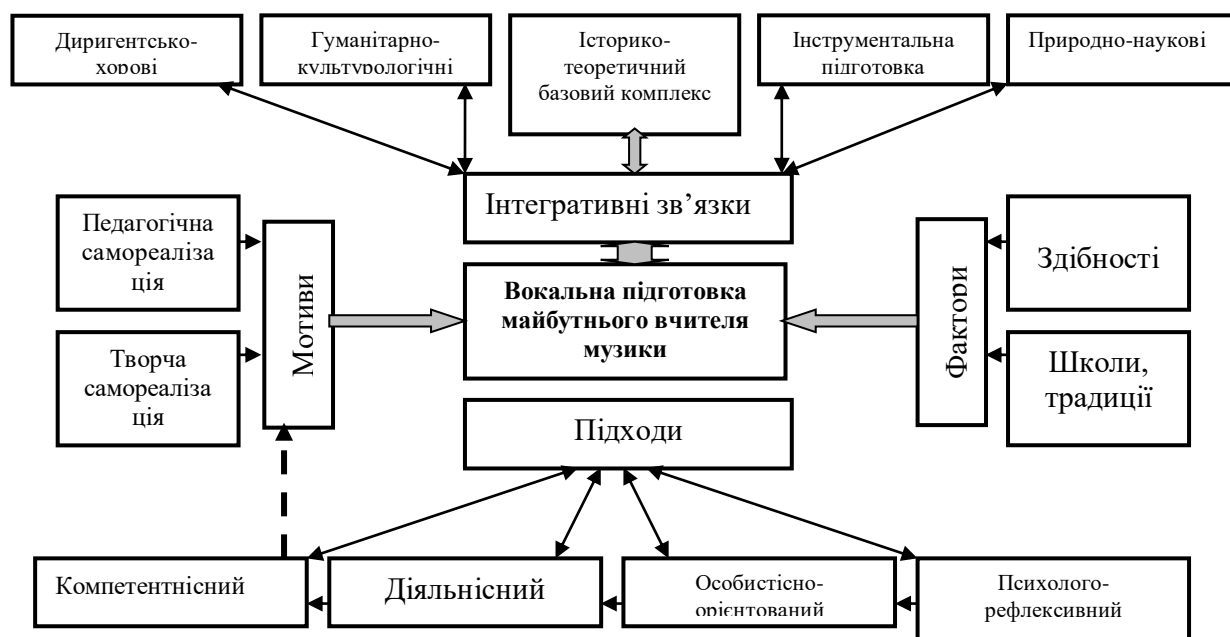 Диригентсько-
хорові
Гуманітарно-
культурологічні
Історико-
теоретичний
базовий комплекс
Інструментальна
підготовка
Природно-наукові
Інтегративні зв’язки
Педагогічна
самореаліза
ція
Мотиви
Вокальна підготовка
майбутнього вчителя
музики
Фактори
Здібності
Творча
самореаліза
ція
Школи,
традиції
Підходи
Компетентнісний
Діяльнісний
Особистісно-
орієнтований
Психолого-
рефлексивний